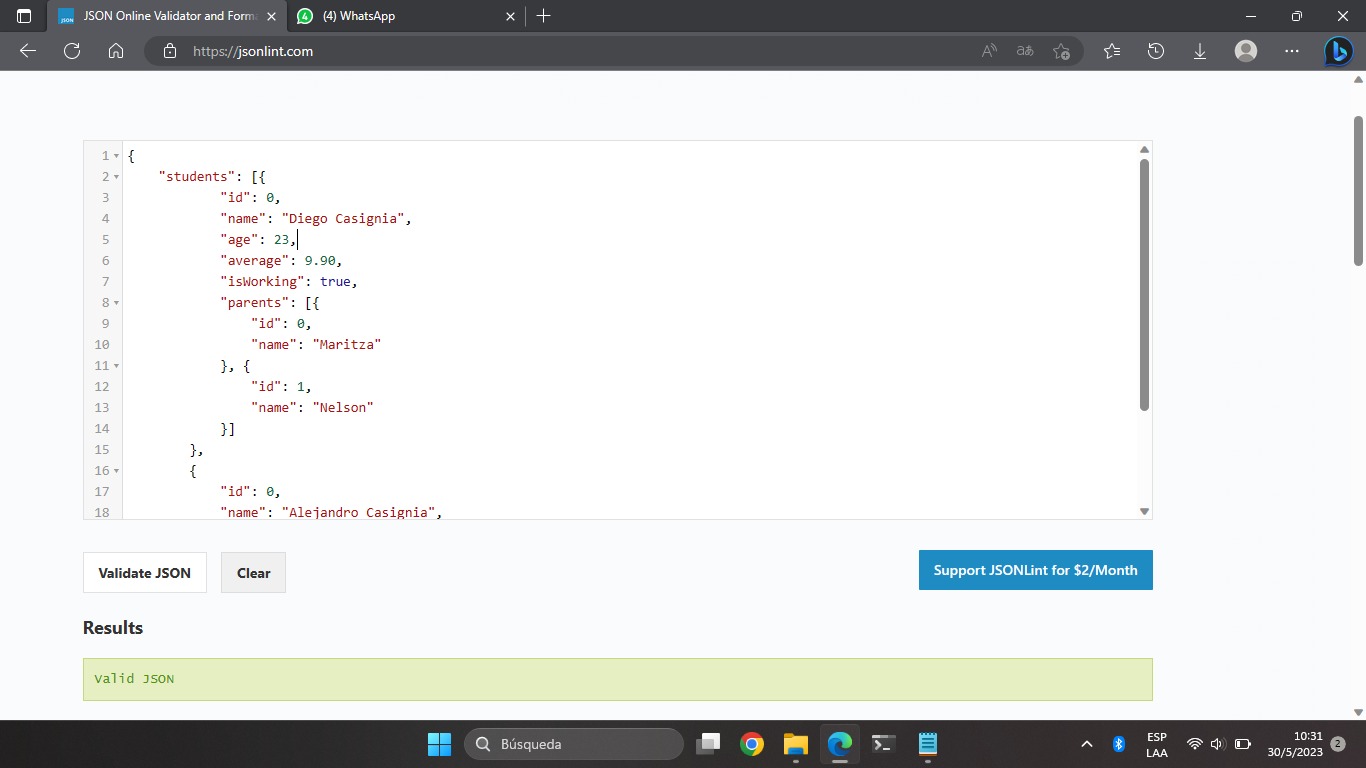 JSON Online Validator and Forma
(4) WhatsApp
https://jsonlint.com
1 {
2 "students": [{
3 "id": 0,
4 "name": "Diego Casignia",
5 "age": 23,
6 "average": 9.90,
7 "isWorking": true,
8 "parents": [{
9 "id": 0,
10 "name": "Maritza"
11 }, {
12 "id": 1,
13 "name": "Nelson"
14 }]
15 },
16 {
17 "id": 0,
18 "name": "Alejandro Casignia",
Validate JSON
Clear
Support JSONLint for $2/Month
Results
Valid JSON
Búsqueda
ESP
LAA
10:31
30/5/2023
2